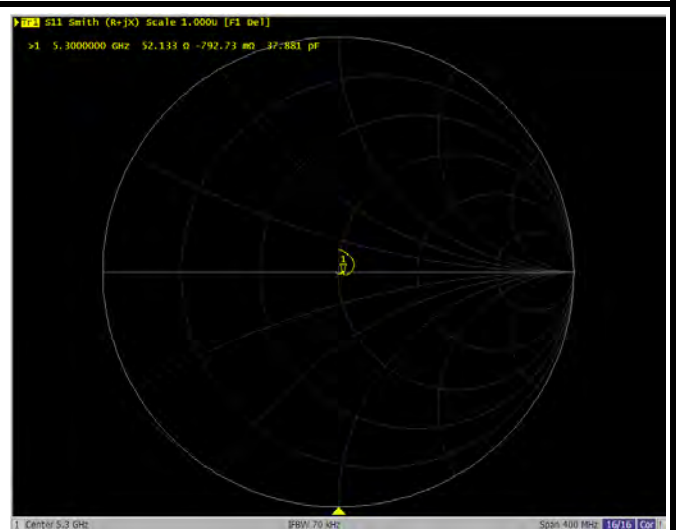 Tr1 S11 Smith (R+jX) Scale 1.000U [F1 Del]
>1 5.3000000 GHz 52.133 Ω -792.73 mΩ 37.881 pF
1
1 Center 5.3 GHz IFBW 70 kHz Span 400 MHz 16/16 Cor !